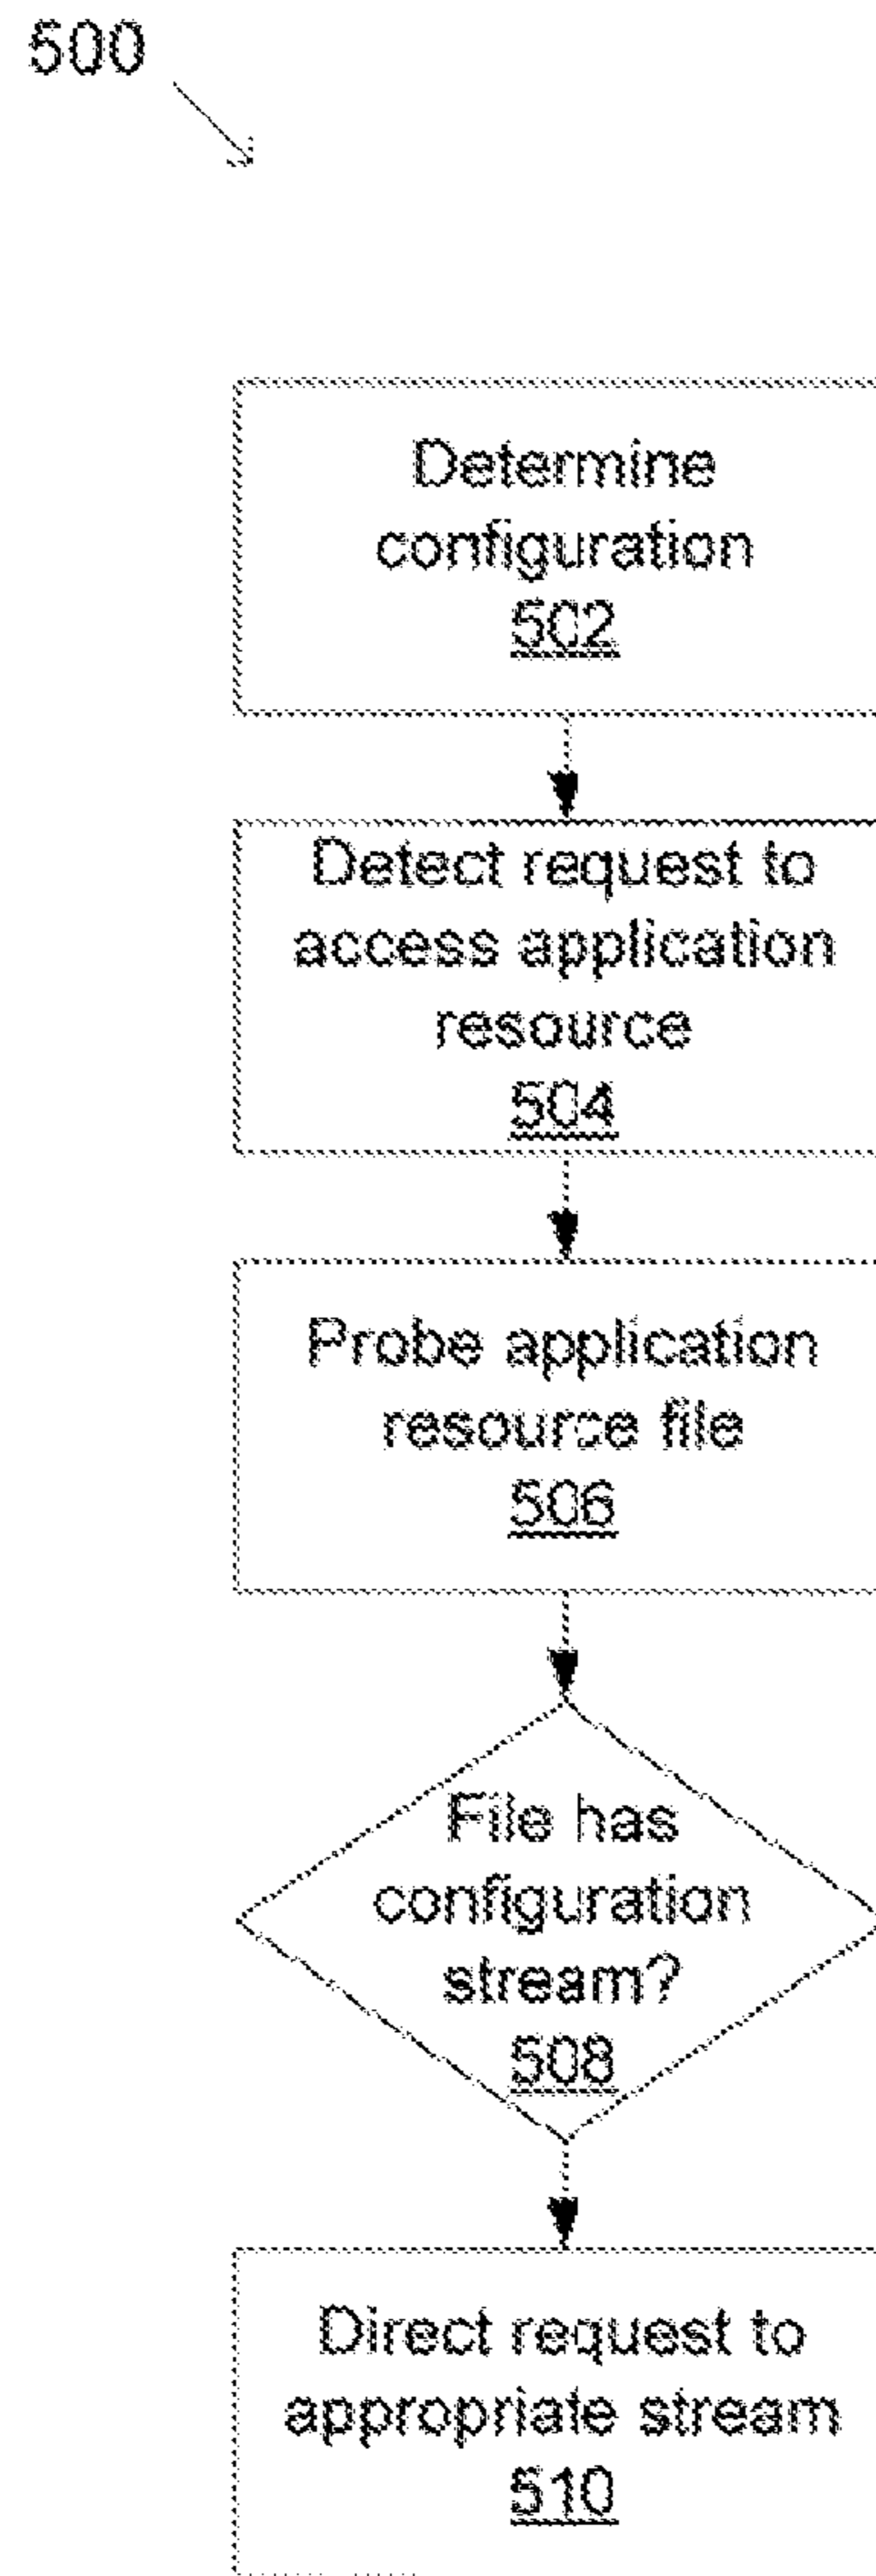 500
Determine
configuration
502
Detect request to
access application
resource
504
Probe application
resource file
506
File has
configuration
stream?
508
Direct request to
appropriate stream
510